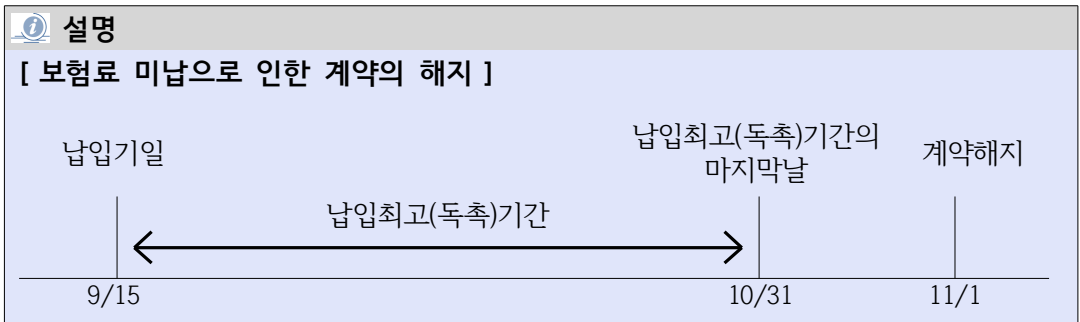 설명
[ 보험료 미납으로 인한 계약의 해지 ]
납입기일
납입최고(독촉)기간의
마지막날
계약해지
납입최고(독촉)기간
9/15
10/31
11/1